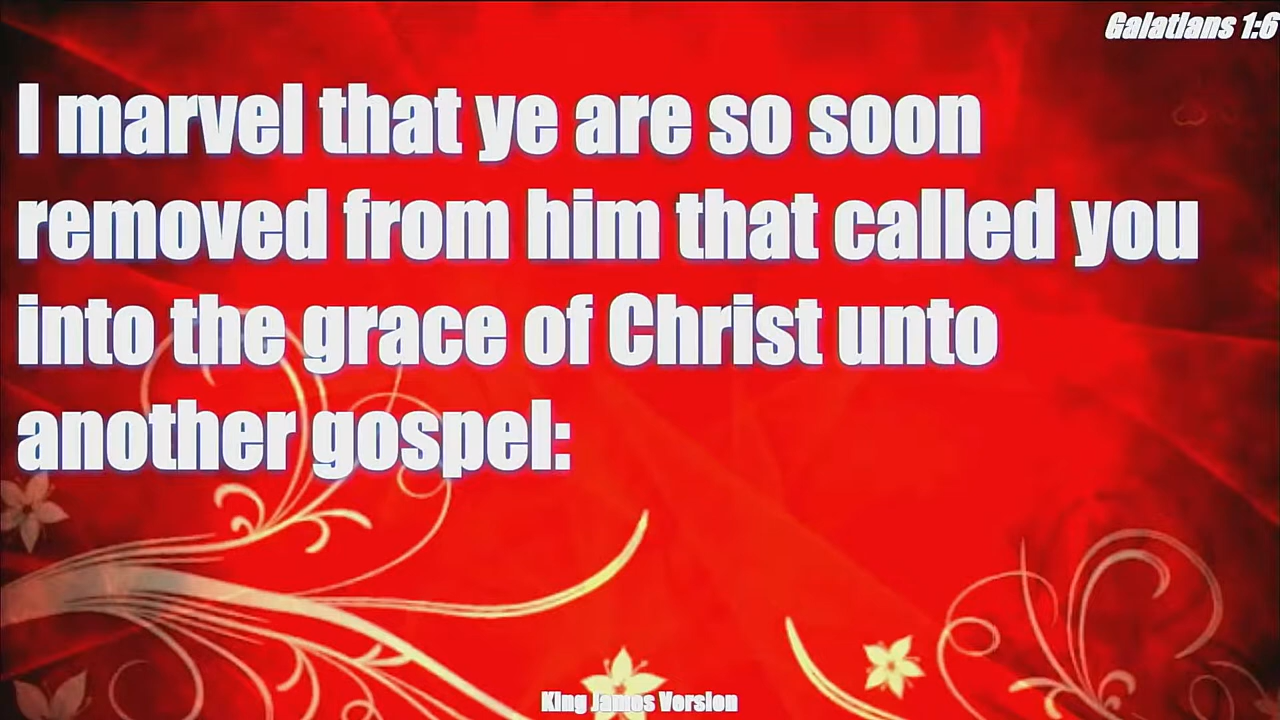 Galatians 1:6
I marvel that ye are so soon
removed from him that called you
into the grace of Christ unto
another gospel:
King James Version